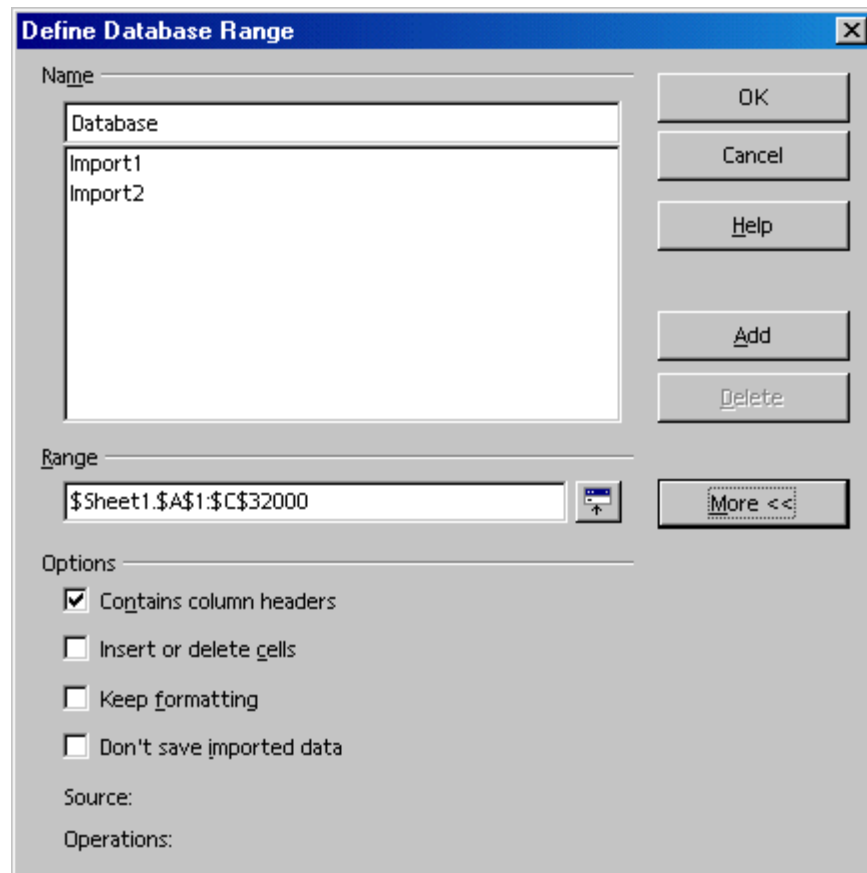 Define Database Range
Name
OK
Database
Cancel
Import1
Import2
Help
Add
Delete
Range
$Sheet1.$A$1:$C$32000
More <<
Options
Contains column headers
Insert or delete cells
Keep formatting
Don't save imported data
Source:
Operations: